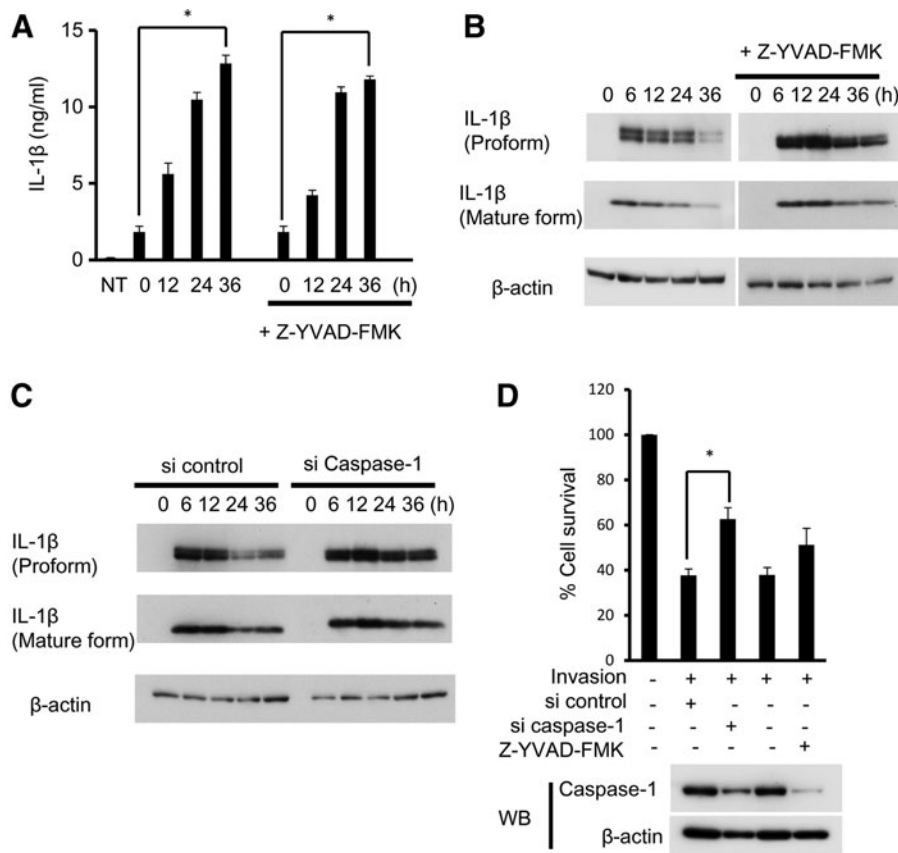 A
*
*
15
10
5
0
IL-1β (ng/ml)
NT 0 12 24 36 0 12 24 36 (h)
+ Z-YVAD-FMK
B
+ Z-YVAD-FMK
0 6 12 24 36 0 6 12 24 36 (h)
IL-1β
(Proform)
IL-1β
(Mature form)
β-actin
C
si control si Caspase-1
0 6 12 24 36 0 6 12 24 36 (h)
IL-1β
(Proform)
IL-1β
(Mature form)
β-actin
D
120
100
80
60
40
20
0
% Cell survival
*
Invasion - + + + +
si control - + - - -
si caspase-1 - - + - -
Z-YVAD-FMK - - - - +
WB
Caspase-1
β-actin